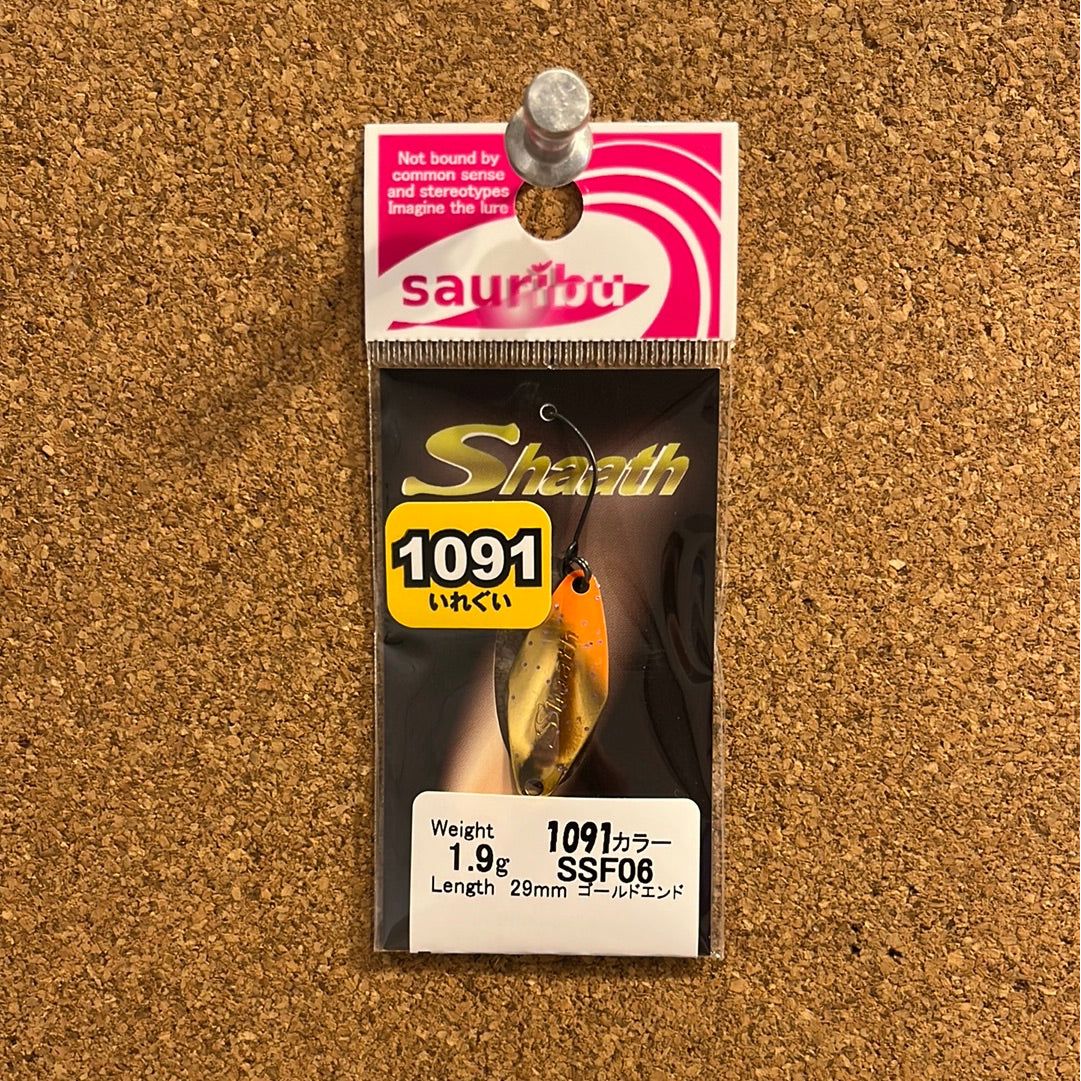 Not bound by
common sense
and stereotypes
Imagine the lure
sauribu
Shaath
1091
いれぐい
Weight 1091カラー
1.9g SSF06
Length 29mm ゴールドエンド